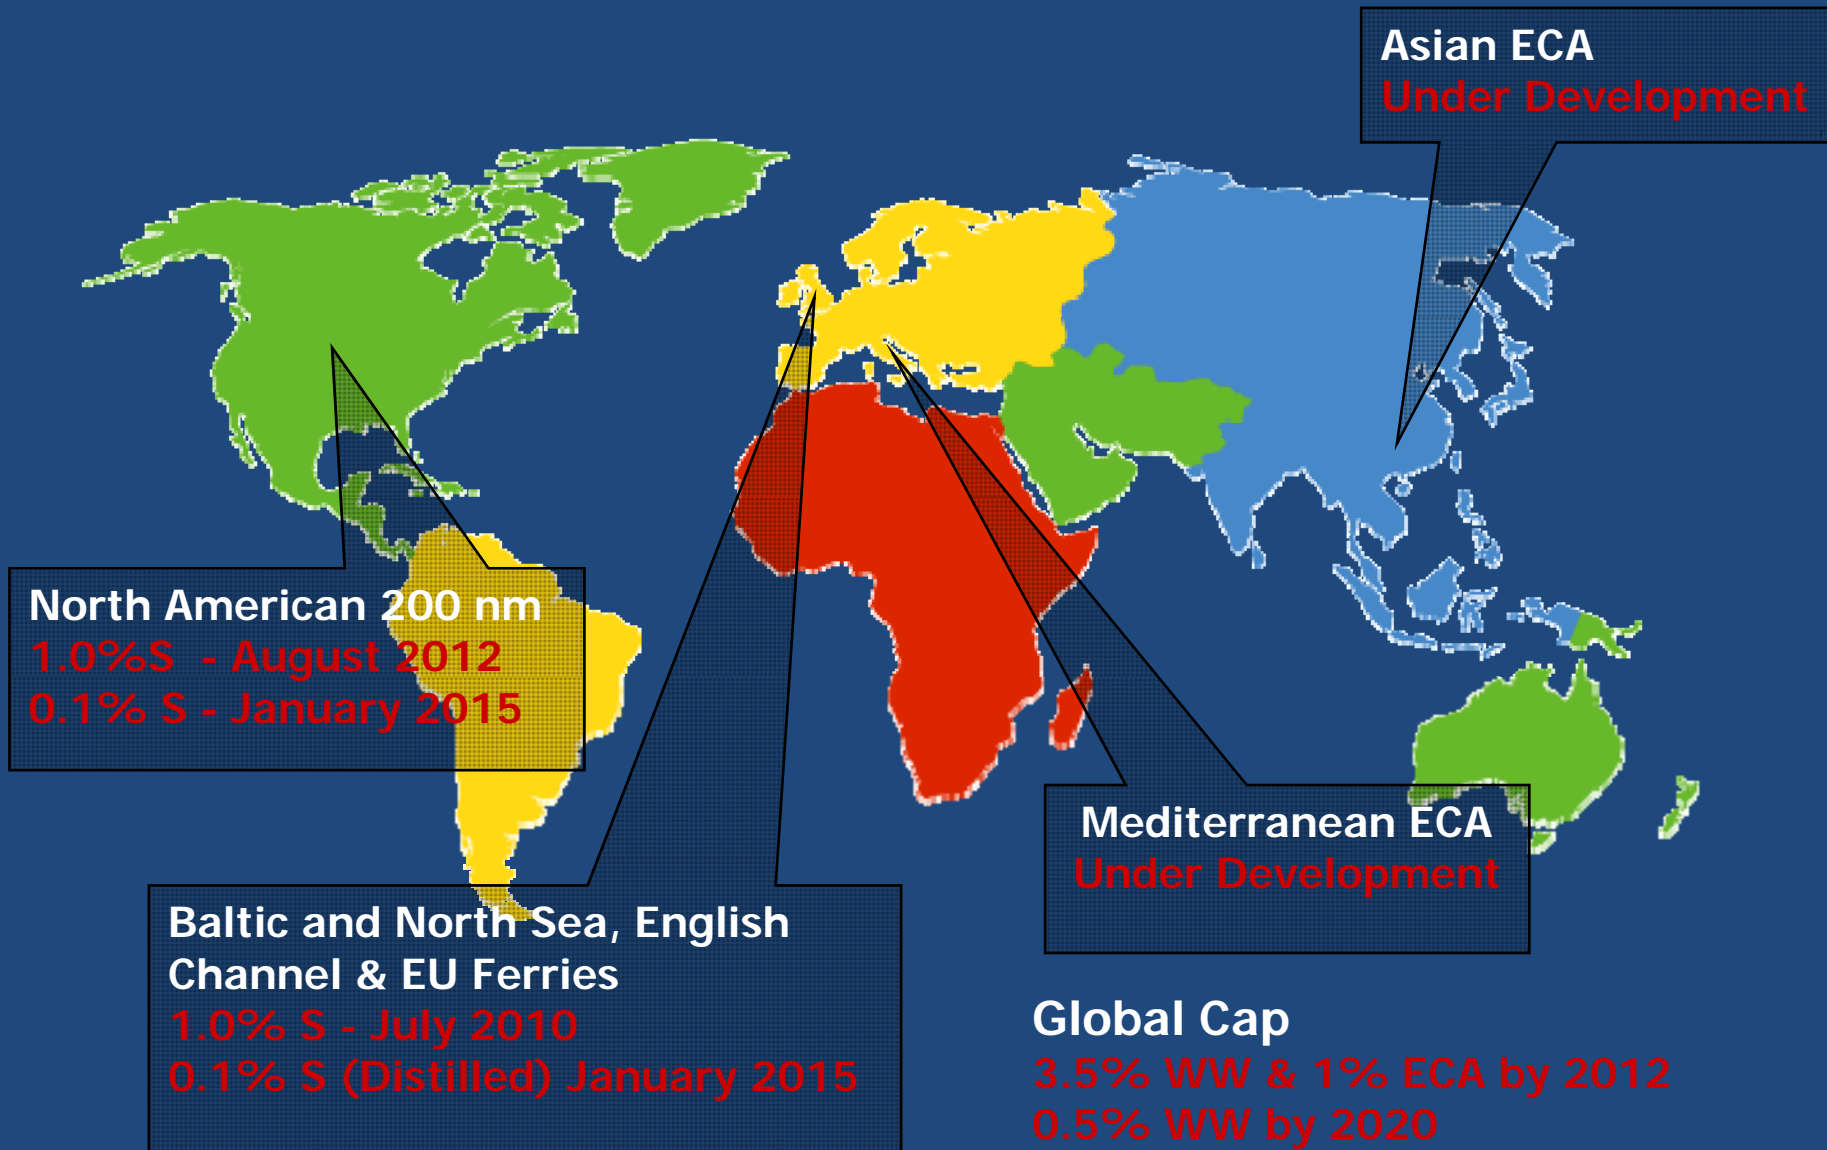 Asian ECA
Under Development
North American 200 nm
1.0%S - August 2012
0.1% S - January 2015
Mediterranean ECA
Under Development
Baltic and North Sea, English
Channel & EU Ferries
1.0% S - July 2010
0.1% S (Distilled) January 2015
Global Cap
3.5% WW & 1% ECA by 2012
0.5% WW by 2020